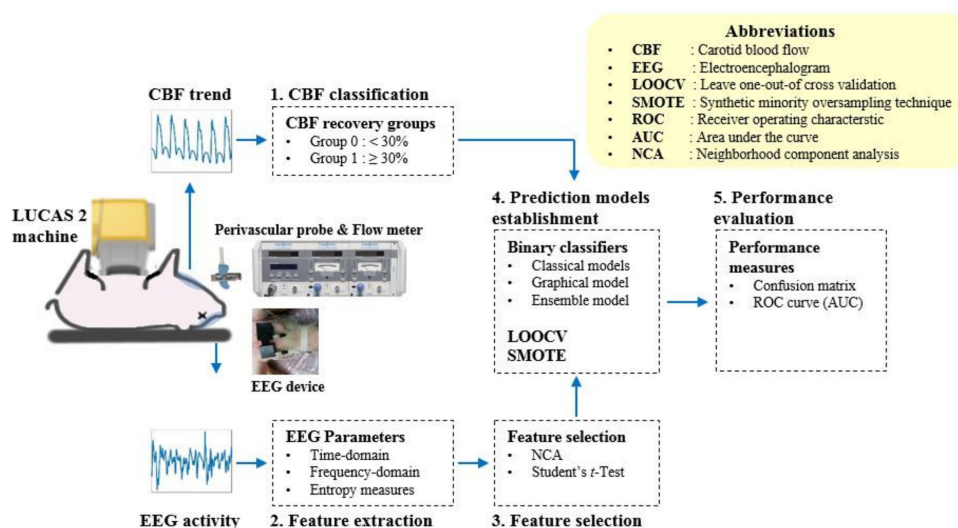 Abbreviations
• CBF : Carotid blood flow
• EEG : Electroencephalogram
• LOOCV : Leave one-out-of cross validation
• SMOTE : Synthetic minority oversampling technique
• ROC : Receiver operating characterstic
• AUC : Area under the curve
• NCA : Neighborhood component analysis
CBF trend
1. CBF classification
CBF recovery groups
• Group 0 : < 30%
• Group 1 : ≥ 30%
LUCAS 2
machine
Perivascular probe & Flow meter
EEG device
4. Prediction models
establishment
Binary classifiers
• Classical models
• Graphical model
• Ensemble model
LOOCV
SMOTE
5. Performance
evaluation
Performance
measures
• Confusion matrix
• ROC curve (AUC)
EEG Parameters
• Time-domain
• Frequency-domain
• Entropy measures
Feature selection
• NCA
• Student's t-Test
EEG activity
2. Feature extraction
3. Feature selection